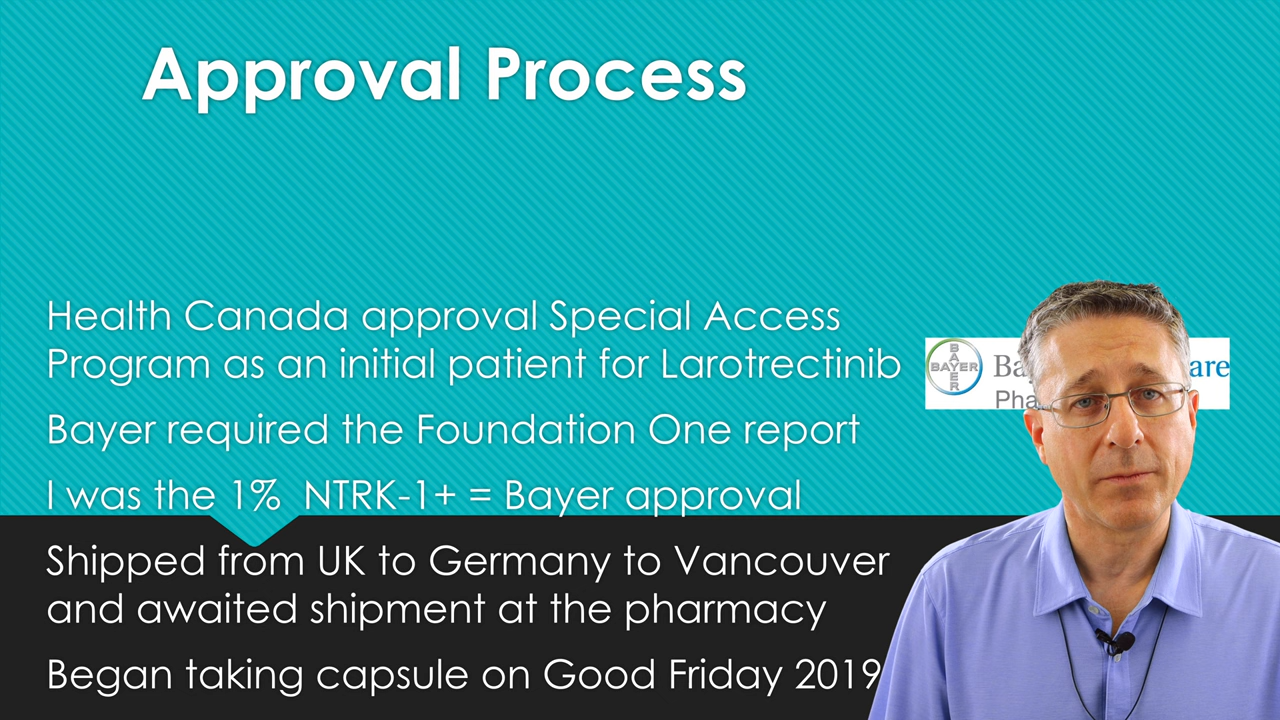 Approval Process
Health Canada approval Special Access
Program as an initial patient for Larotrectinib
BAYER
BAYER
Bayer required the Foundation One report
I was the 1% NTRK-1+ = Bayer approval
Shipped from UK to Germany to Vancouver
and awaited shipment at the pharmacy
Began taking capsule on Good Friday 2019